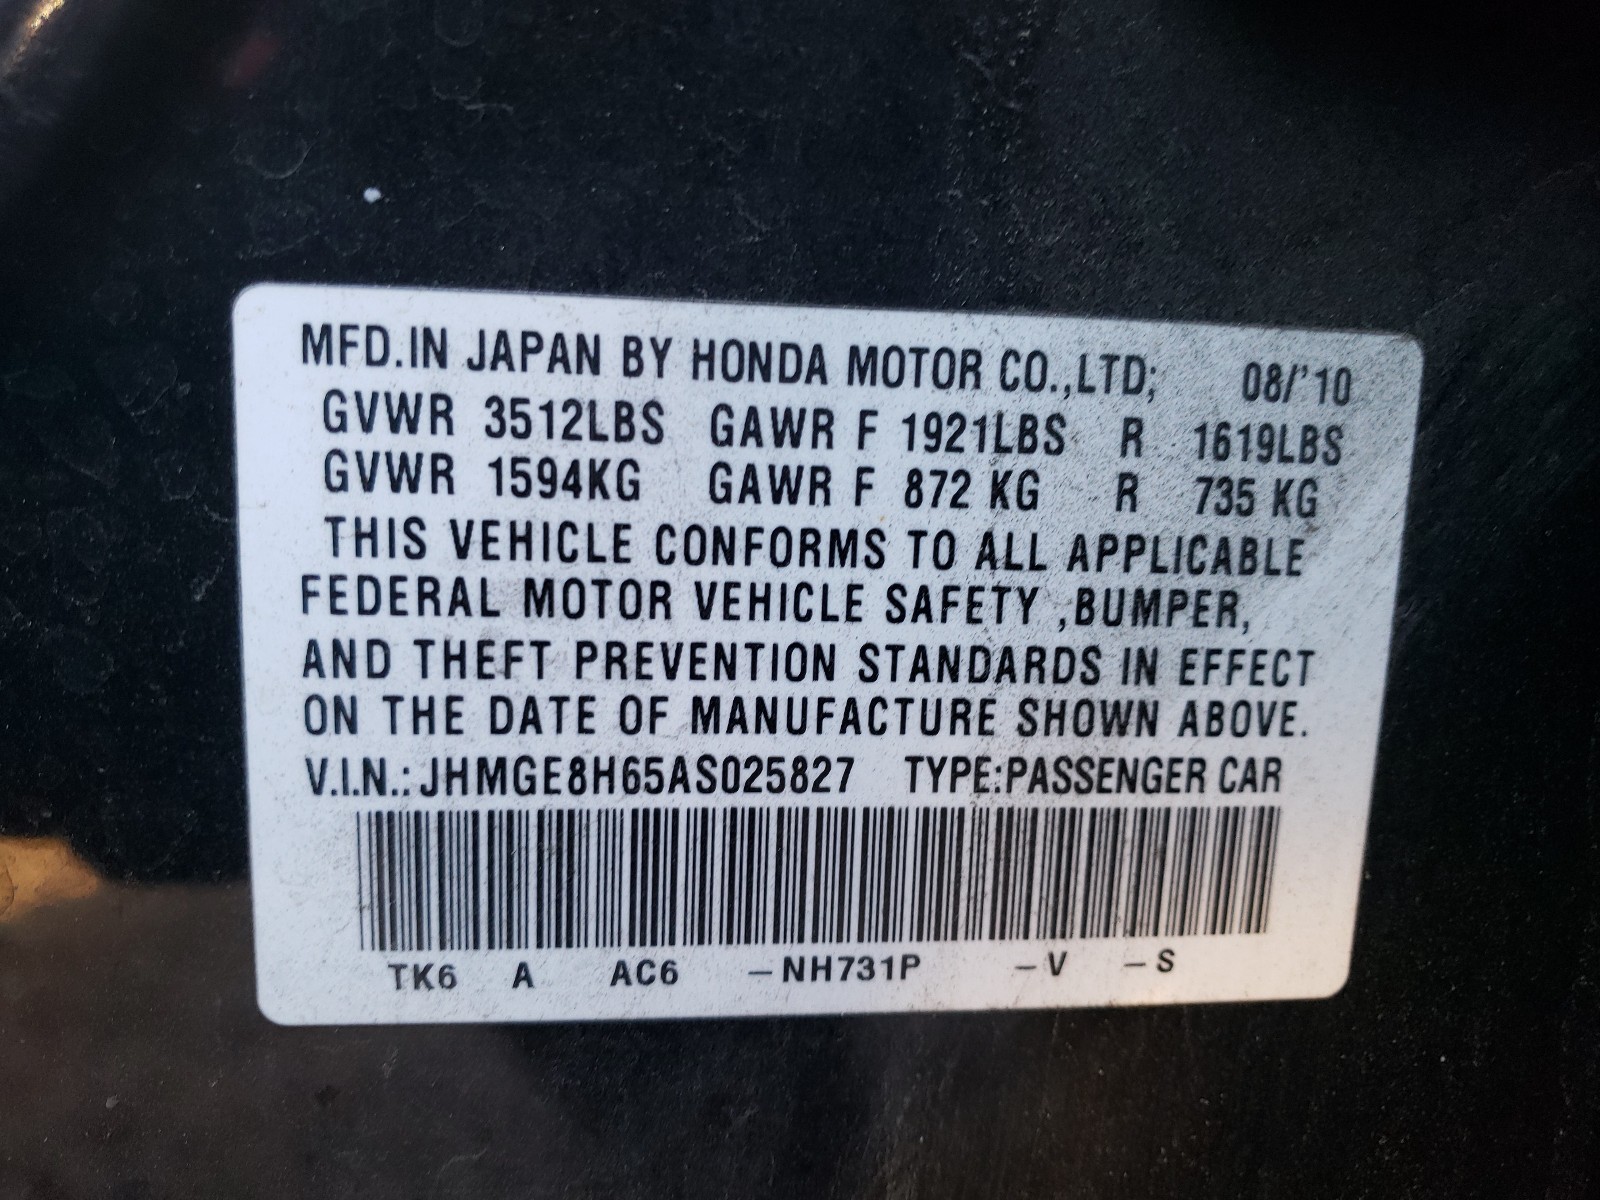 MFD.IN JAPAN BY HONDA MOTOR CO.,LTD; 08/'10
GVWR 3512LBS GAWR F 1921LBS R 1619LBS
GVWR 1594KG GAWR F 872 KG R 735 KG
THIS VEHICLE CONFORMS TO ALL APPLICABLE
FEDERAL MOTOR VEHICLE SAFETY ,BUMPER,
AND THEFT PREVENTION STANDARDS IN EFFECT
ON THE DATE OF MANUFACTURE SHOWN ABOVE.
V.I.N.: JHMGE8H65AS025827 TYPE:PASSENGER CAR
TK6 A AC6 –NH731P –V –S